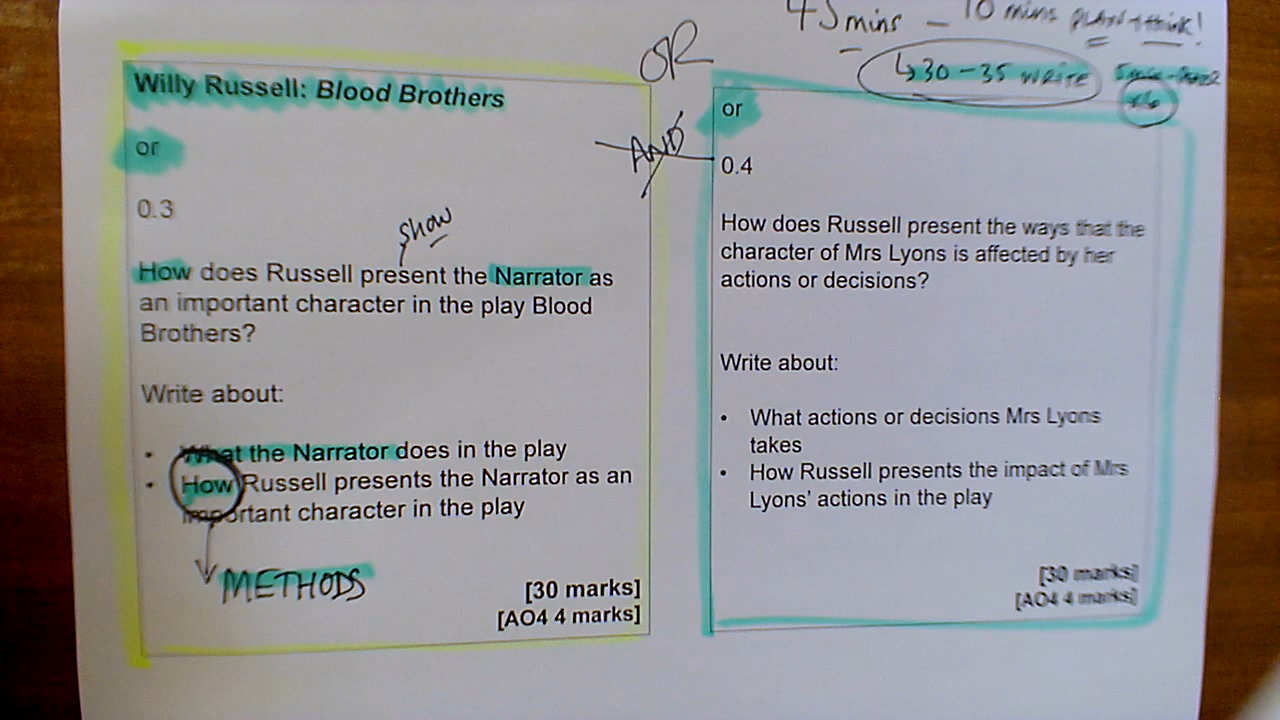 45 mins - 10 mins PLAN + think!
↳ 30 - 35 WRITE
OR
AND
Willy Russell: Blood Brothers
or
0.3
show
How does Russell present the Narrator as
an important character in the play Blood
Brothers?
Write about:
• What the Narrator does in the play
• How Russell presents the Narrator as an
important character in the play
METHODS
[30 marks]
[AO4 4 marks]
or
0.4
How does Russell present the ways that the
character of Mrs Lyons is affected by her
actions or decisions?
Write about:
• What actions or decisions Mrs Lyons
takes
• How Russell presents the impact of Mrs
Lyons' actions in the play
[30 marks]
[AO4 4 marks]